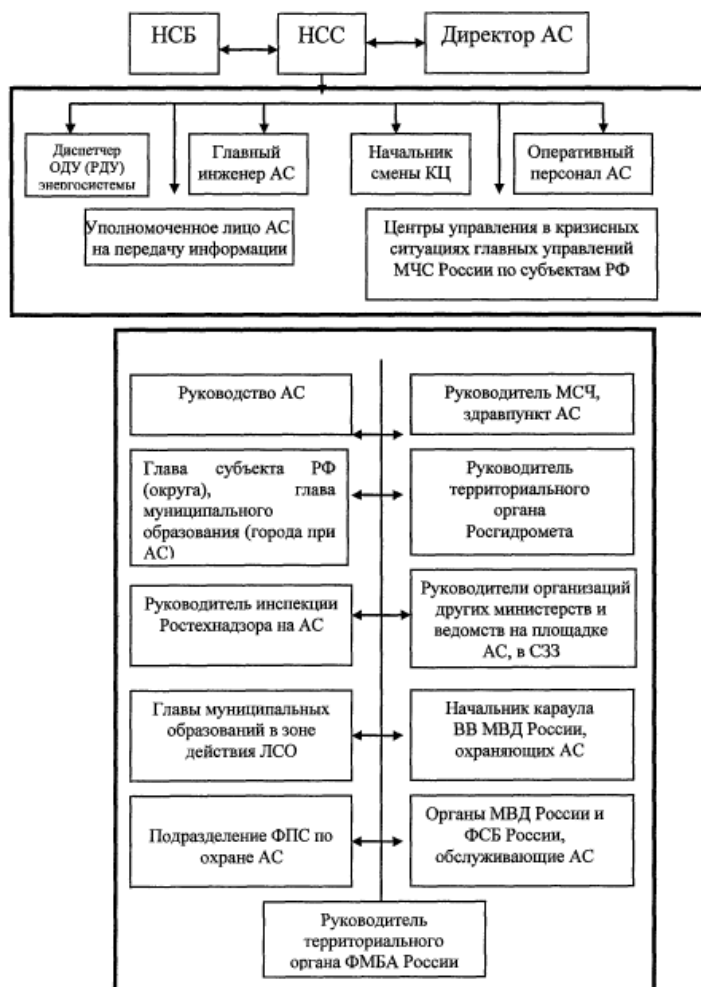 НСБ
НСС
Директор АС
Диспетчер
ОДУ (РДУ)
энергосистемы
Главный
инженер АС
Начальник
смены КЦ
Оперативный
персонал АС
Уполномоченное лицо АС
на передачу информации
Центры управления в кризисных
ситуациях главных управлений
МЧС России по субъектам РФ
Руководство АС
Руководитель МСЧ,
здравпункт АС
Глава субъекта РФ
(округа), глава
муниципального
образования (города при
АС)
Руководитель
территориального
органа
Росгидромета
Руководитель инспекции
Ростехнадзора на АС
Руководители организаций
других министерств и
ведомств на площадке
АС, в СЗЗ
Главы муниципальных
образований в зоне
действия ЛСО
Начальник караула
ВВ МВД России,
охраняющих АС
Подразделение ФПС по
охране АС
Органы МВД России и
ФСБ России,
обслуживающие АС
Руководитель
территориального
органа ФМБА России